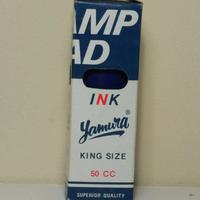 AMP
AD
INK
Yamura
KING SIZE
50 CC
SUPERIOR QUALITY